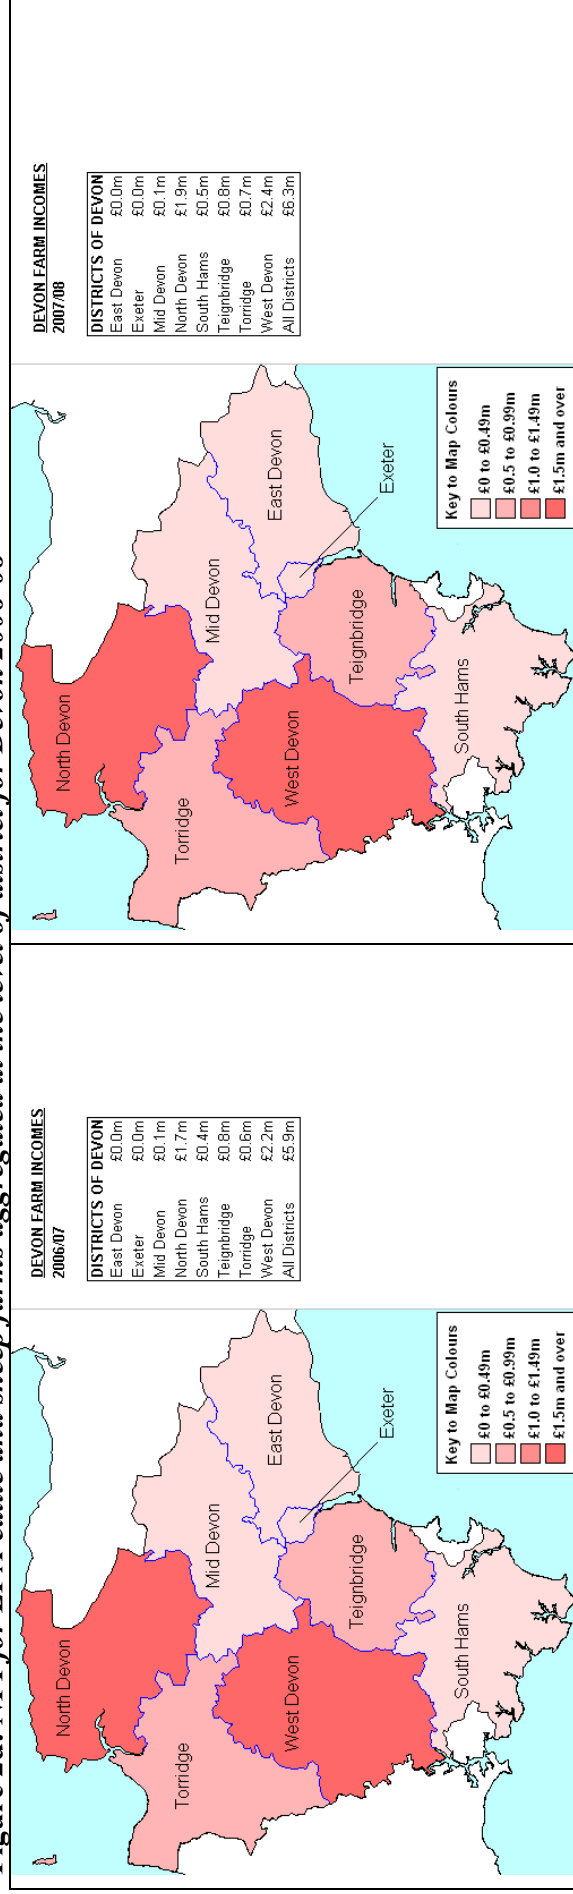 DEVON FARM INCOMES
2006/07
DISTRICTS OF DEVON
East Devon £0.0m
Exeter £0.0m
Mid Devon £0.1m
North Devon £1.7m
South Hams £0.4m
Teignbridge £0.8m
Torridge £0.6m
West Devon £2.2m
All Districts £5.9m
North Devon
Torridge
Mid Devon
East Devon
West Devon
Teignbridge
Exeter
South Hams
Key to Map Colours
£0 to £0.49m
£0.5 to £0.99m
£1.0 to £1.49m
£1.5m and over
DEVON FARM INCOMES
2007/08
DISTRICTS OF DEVON
East Devon £0.0m
Exeter £0.0m
Mid Devon £0.1m
North Devon £1.9m
South Hams £0.5m
Teignbridge £0.8m
Torridge £0.7m
West Devon £2.4m
All Districts £6.3m
North Devon
Torridge
Mid Devon
East Devon
West Devon
Teignbridge
Exeter
South Hams
Key to Map Colours
£0 to £0.49m
£0.5 to £0.99m
£1.0 to £1.49m
£1.5m and over